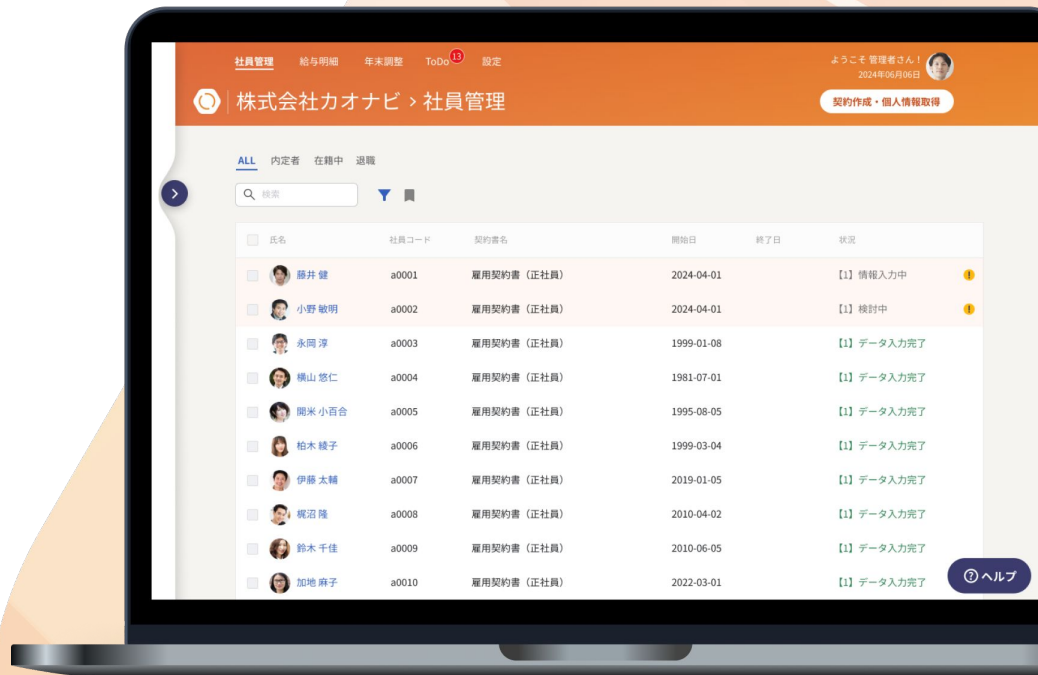 社員管理 給与明細 年末調整 ToDo 13 設定
ようこそ 管理者さん！
2024年06月06日
株式会社カオナビ › 社員管理
契約作成・個人情報取得
ALL 内定者 在籍中 退職
検索
氏名 社員コード 契約書名 開始日 終了日 状況
藤井 健 a0001 雇用契約書（正社員） 2024-04-01 【1】情報入力中
小野 敏明 a0002 雇用契約書（正社員） 2024-04-01 【1】検討中
永岡 淳 a0003 雇用契約書（正社員） 1999-01-08 【1】データ入力完了
横山 悠仁 a0004 雇用契約書（正社員） 1981-07-01 【1】データ入力完了
開米 小百合 a0005 雇用契約書（正社員） 1995-08-05 【1】データ入力完了
柏木 綾子 a0006 雇用契約書（正社員） 1999-03-04 【1】データ入力完了
伊藤 太輔 a0007 雇用契約書（正社員） 2019-01-05 【1】データ入力完了
梶沼 隆 a0008 雇用契約書（正社員） 2010-04-02 【1】データ入力完了
鈴木 千佳 a0009 雇用契約書（正社員） 2010-06-05 【1】データ入力完了
加地 麻子 a0010 雇用契約書（正社員） 2022-03-01 【1】データ入力完了
ヘルプ